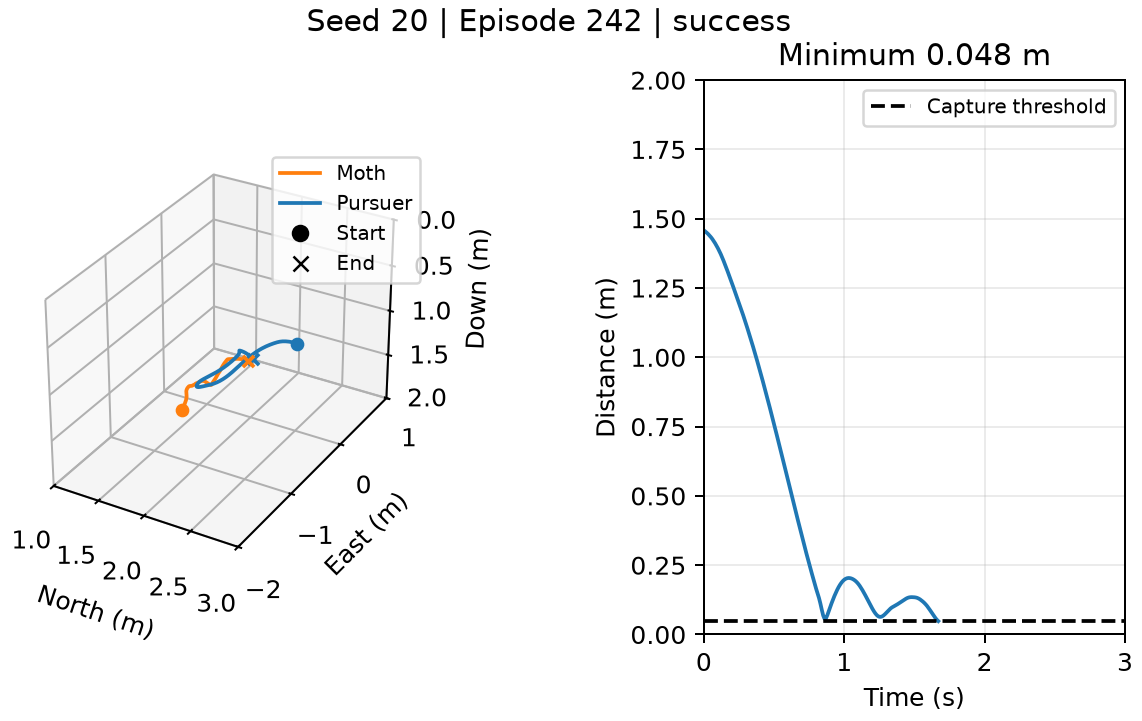 Seed 20 | Episode 242 | success
Moth
Pursuer
Start
End
0.0
0.5
1.0
1.5
2.0
Down (m)
1
0
−1
−2
East (m)
1.0
1.5
2.0
2.5
3.0
North (m)
Minimum 0.048 m
Capture threshold
2.00
1.75
1.50
1.25
1.00
0.75
0.50
0.25
0.00
Distance (m)
0
1
2
3
Time (s)